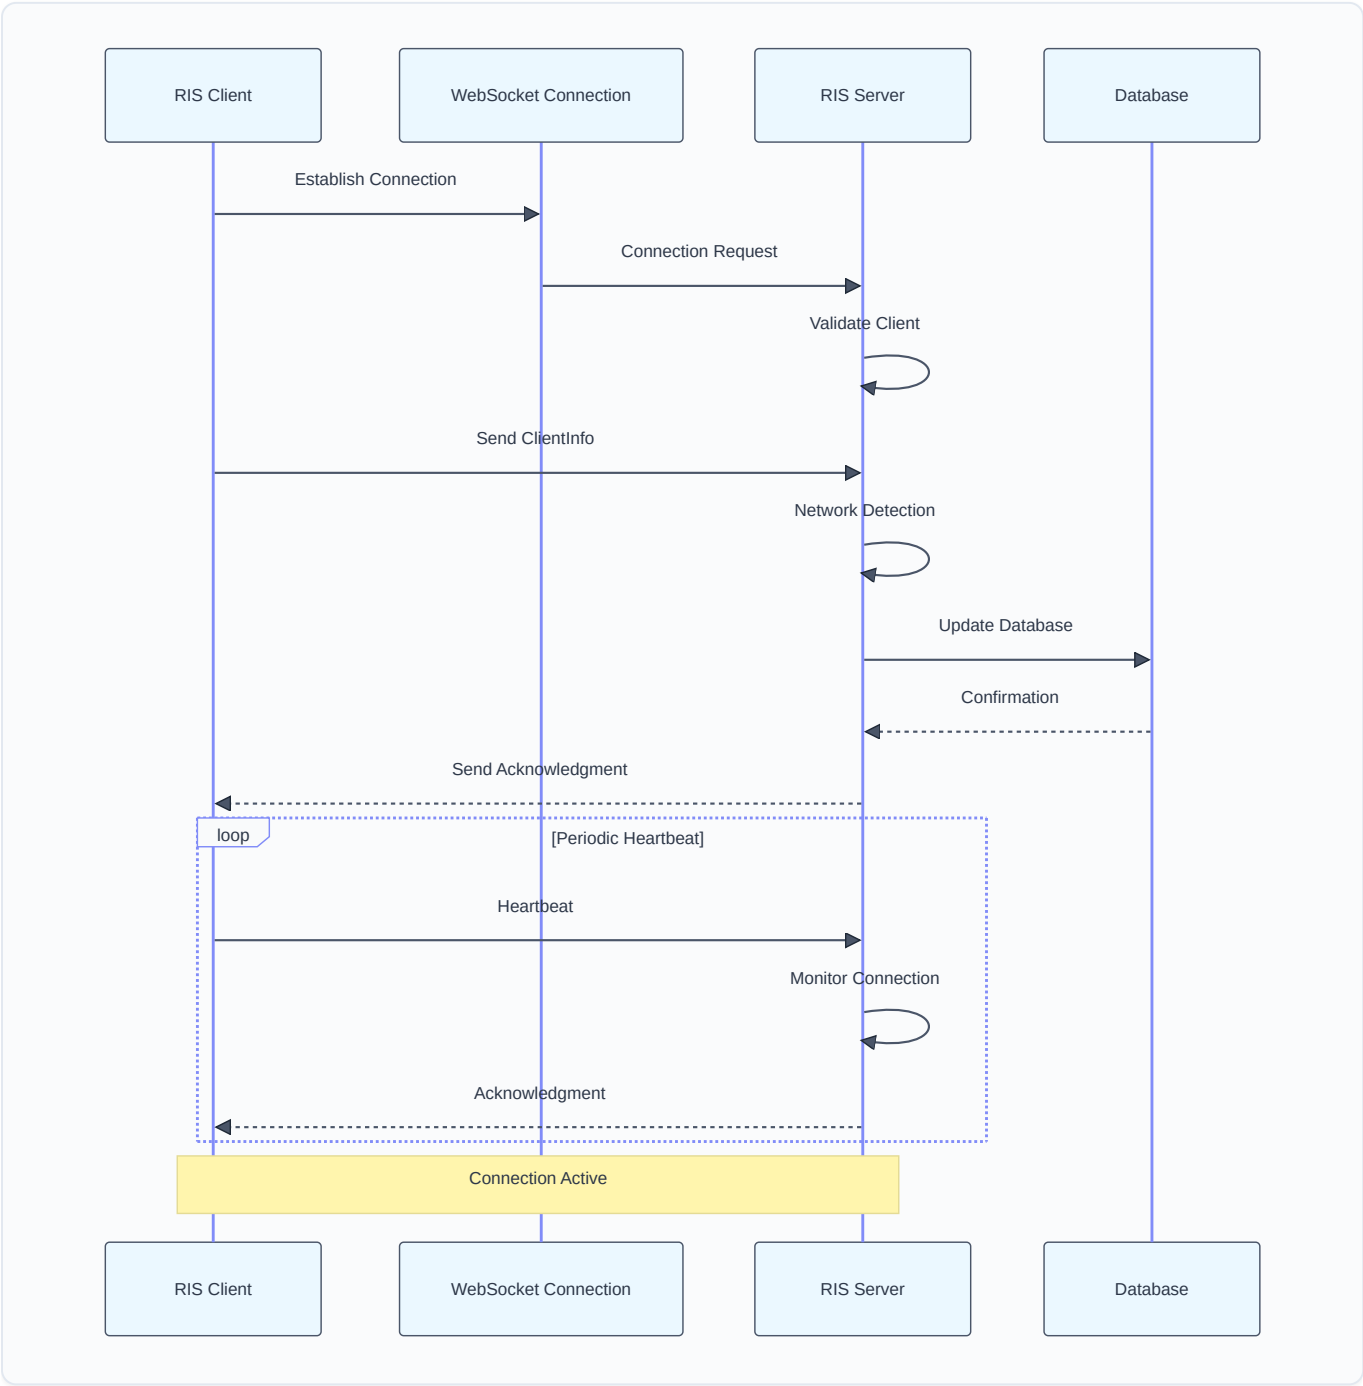 RIS Client
WebSocket Connection
RIS Server
Database
Establish Connection
Connection Request
Validate Client
Send ClientInfo
Network Detection
Update Database
Confirmation
Send Acknowledgment
loop
[Periodic Heartbeat]
Heartbeat
Monitor Connection
Acknowledgment
Connection Active
RIS Client
WebSocket Connection
RIS Server
Database